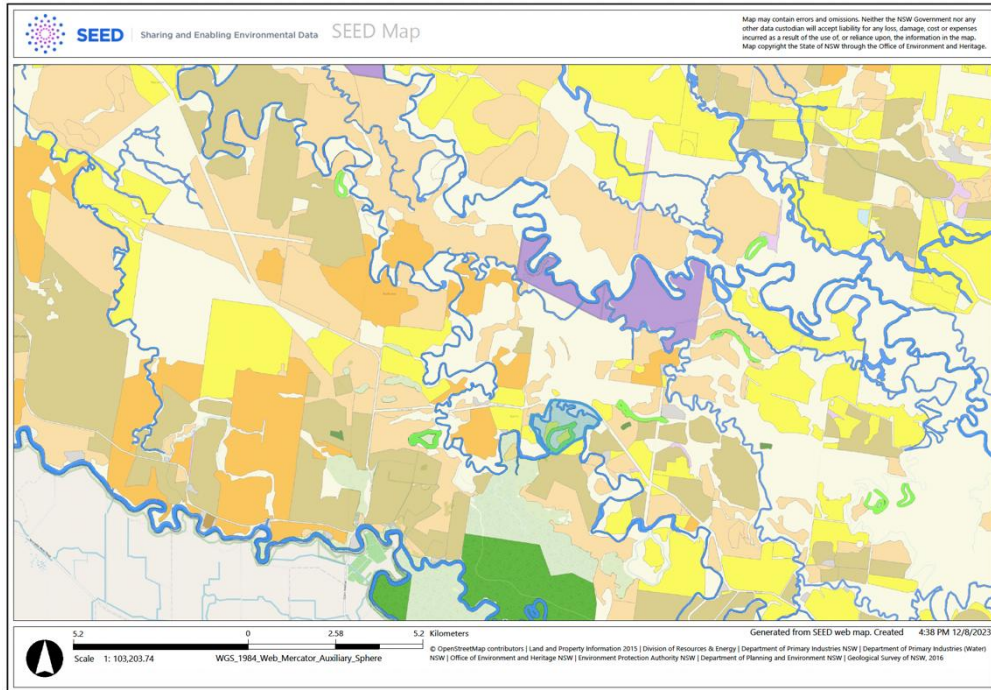 SEED
Sharing and Enabling Environmental Data
SEED Map
Map may contain errors and omissions. Neither the NSW Government nor any
other data custodian will accept liability for any loss, damage, cost or expenses
incurred as a result of the use of, or reliance upon, the information in the map.
Map copyright the State of NSW through the Office of Environment and Heritage.
5.2 0 2.58 5.2 Kilometers
Scale 1: 103,203.74
WGS_1984_Web_Mercator_Auxiliary_Sphere
Generated from SEED web map. Created 4:38 PM 12/8/2023
© OpenStreetMap contributors | Land and Property Information 2015 | Division of Resources & Energy | Department of Primary Industries NSW | Department of Primary Industries (Water)
NSW | Office of Environment and Heritage NSW | Environment Protection Authority NSW | Department of Planning and Environment NSW | Geological Survey of NSW, 2016